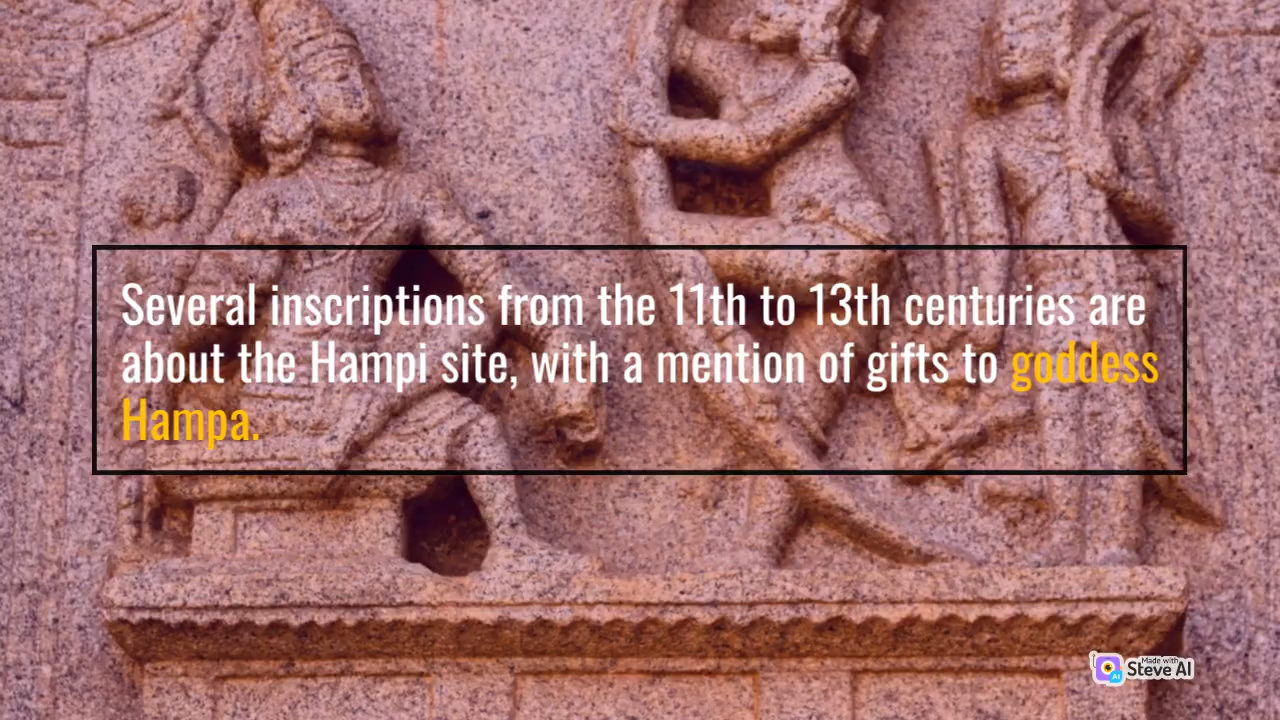 Several inscriptions from the 11th to 13th centuries are
about the Hampi site, with a mention of gifts to goddess
Hampa.
Made with
Steve AI
AI